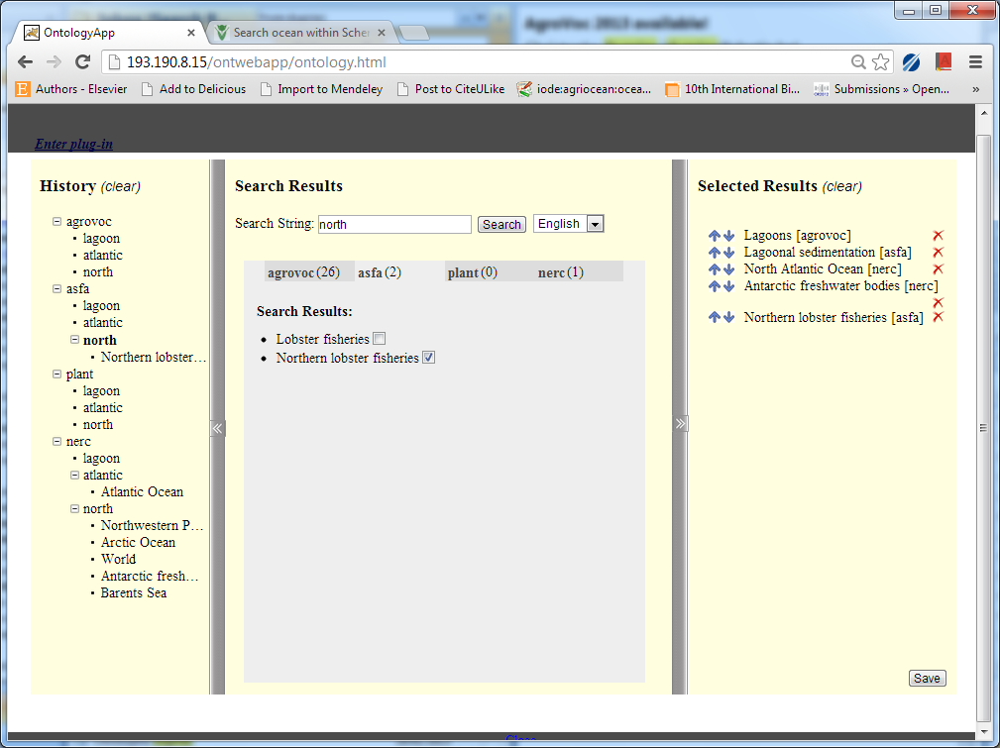 AgroVoc 2013 available!
OntologyApp
Search ocean within Schem
193.190.8.15/ontwebapp/ontology.html
Authors - Elsevier
Add to Delicious
Import to Mendeley
Post to CiteULike
iode:agriocean:ocea...
10th International Bi...
Submissions » Open...
»
Enter plug-in
History (clear)
agrovoc
lagoon
atlantic
north
asfa
lagoon
atlantic
north
Northern lobster…
plant
lagoon
atlantic
north
nerc
lagoon
atlantic
Atlantic Ocean
north
Northwestern P…
Arctic Ocean
World
Antarctic fresh…
Barents Sea
Search Results
Search String: north Search English
agrovoc (26) asfa (2) plant (0) nerc (1)
Search Results:
Lobster fisheries
Northern lobster fisheries
Selected Results (clear)
Lagoons [agrovoc]
Lagoonal sedimentation [asfa]
North Atlantic Ocean [nerc]
Antarctic freshwater bodies [nerc]
Northern lobster fisheries [asfa]
Save
Close